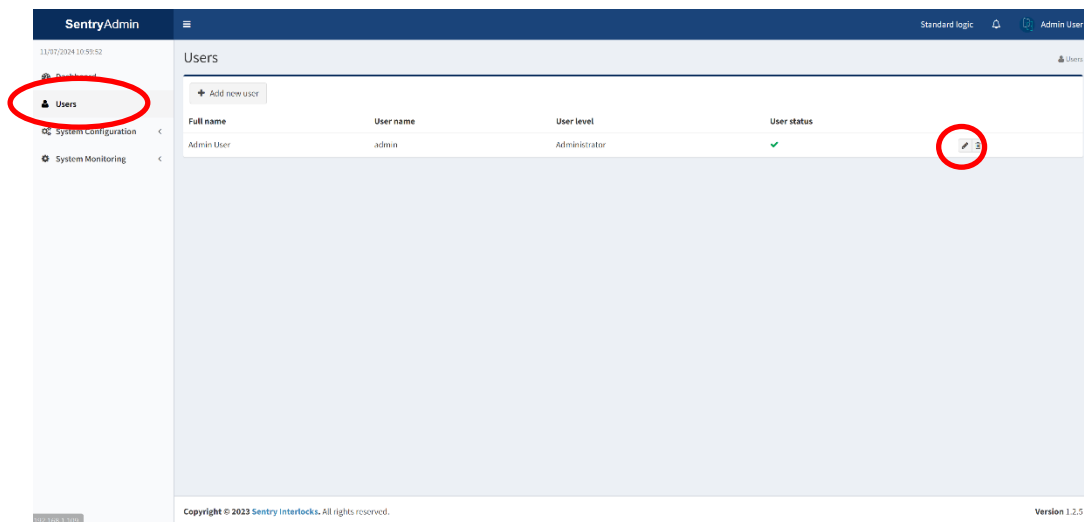 SentryAdmin
Standard logic
Admin User
11/07/2024 10:59:52
Users
Users
Dashboard
Users
System Configuration
System Monitoring
Add new user
Full name User name User level User status
Admin User admin Administrator
Copyright © 2023 Sentry Interlocks. All rights reserved.
Version 1.2.5